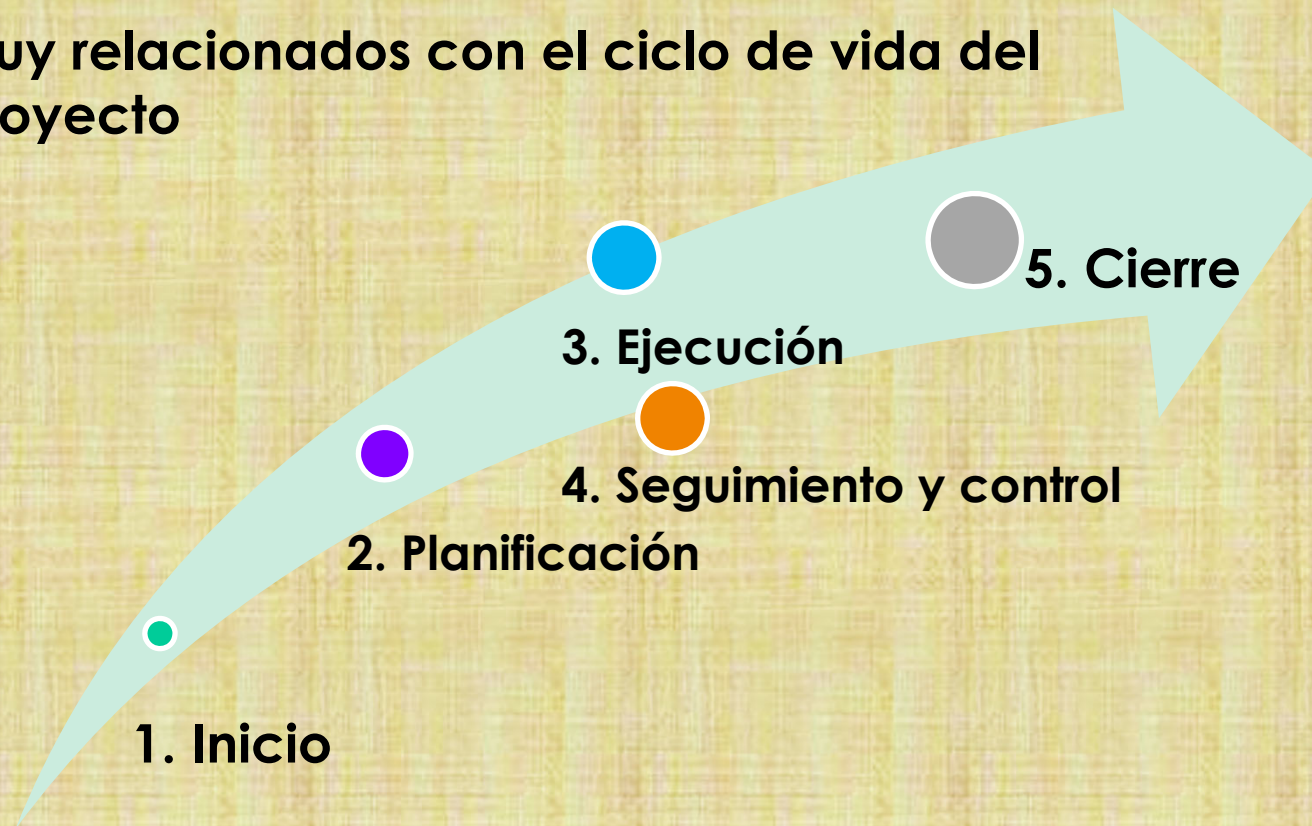 uy relacionados con el ciclo de vida del
oyecto
5. Cierre
3. Ejecución
4. Seguimiento y control
2. Planificación
1. Inicio